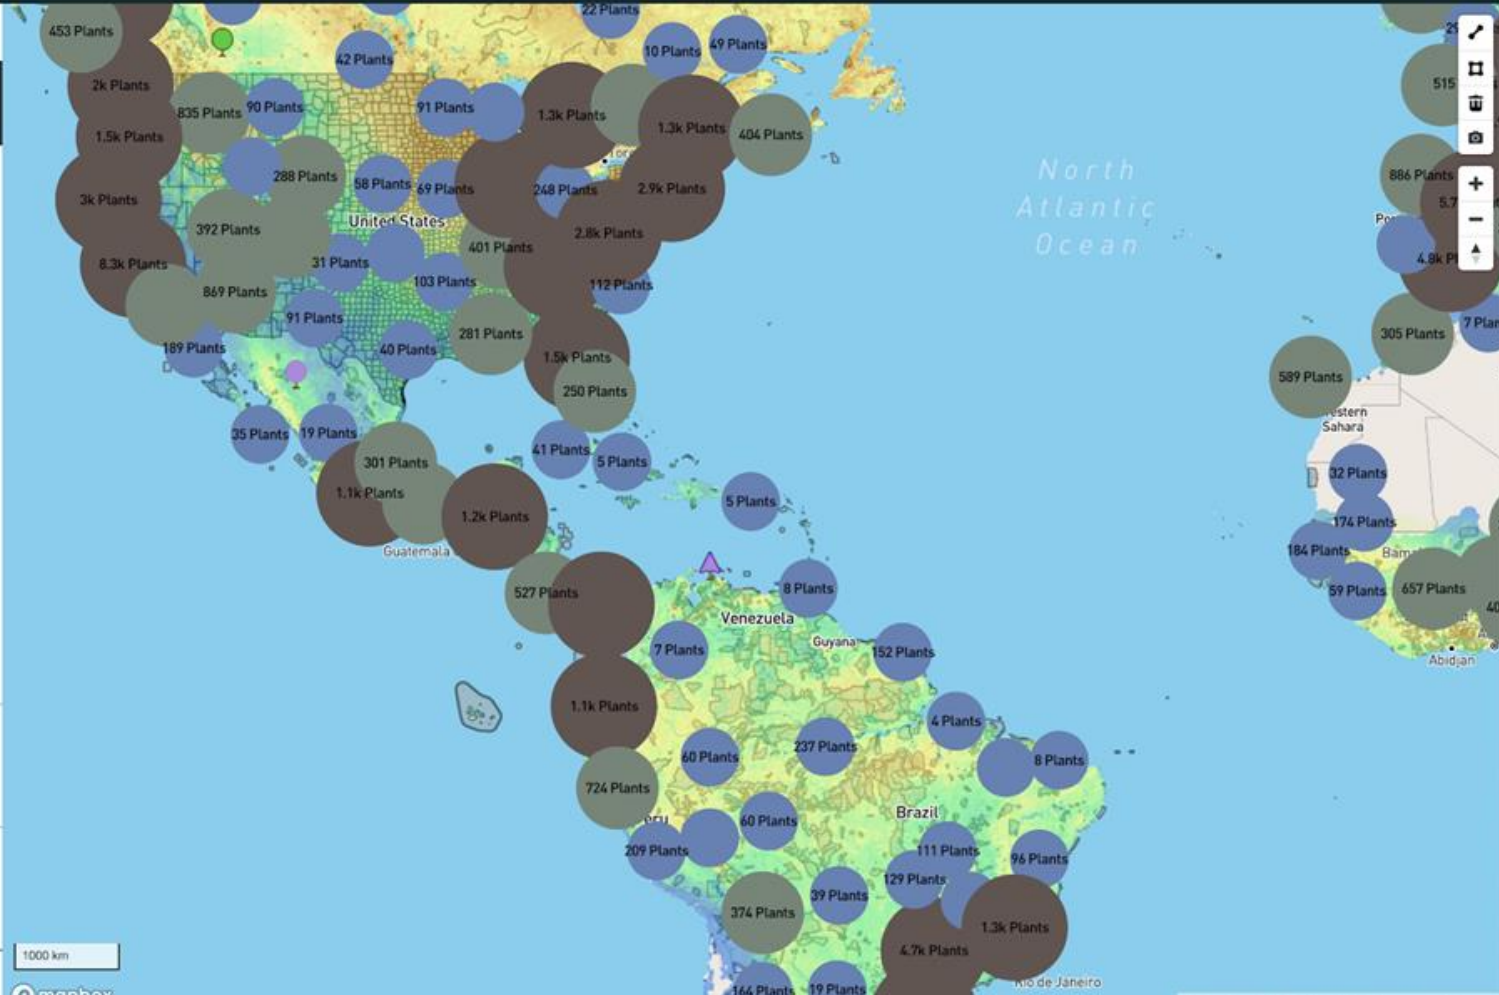 22 Plants
29
453 Plants
49 Plants
10 Plants
42 Plants
2k Plants
515
835 Plants
90 Plants
91 Plants
1.3k Plants
1.3k Plants
404 Plants
1.5k Plants
288 Plants
58 Plants
69 Plants
248 Plants
2.9k Plants
North
Atlantic
Ocean
886 Plants
3k Plants
United States
392 Plants
2.8k Plants
401 Plants
8.3k Plants
31 Plants
103 Plants
112 Plants
869 Plants
91 Plants
281 Plants
305 Plants
189 Plants
40 Plants
1.5k Plants
589 Plants
250 Plants
Sahara
35 Plants
19 Plants
41 Plants
5 Plants
301 Plants
32 Plants
1.1k Plants
1.2k Plants
5 Plants
174 Plants
Guatemala
184 Plants
527 Plants
8 Plants
59 Plants
657 Plants
Venezuela
Guyana
7 Plants
152 Plants
Abidjan
1.1k Plants
4 Plants
60 Plants
237 Plants
8 Plants
724 Plants
Brazil
60 Plants
209 Plants
111 Plants
96 Plants
129 Plants
39 Plants
374 Plants
1.3k Plants
4.7k Plants
1000 km
Rio de Janeiro
164 Plants
19 Plants
mapbox